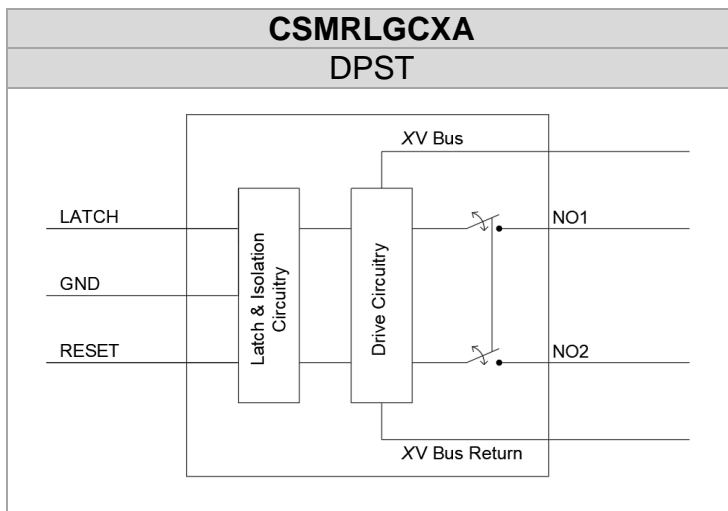 CSMRLGCXA
DPST
XV Bus
LATCH
NO1
GND
Latch & Isolation
Circuitry
Drive Circuitry
RESET
NO2
XV Bus Return